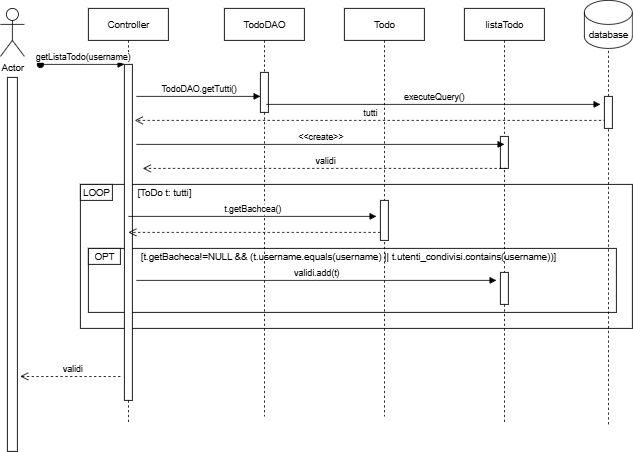 Controller
TodoDAO
Todo
listaTodo
database
Actor
getListaTodo(username)
TodoDAO.getTutti()
executeQuery()
tutti
<<create>>
validi
LOOP
[ToDo t: tutti]
t.getBachcea()
OPT
[t.getBacheca!=NULL && (t.username.equals(username) || t.utenti_condivisi.contains(username))]
validi.add(t)
validi